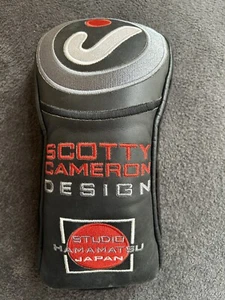 SCOTTY
CAMERON
DESIGN
STUDIO
HAMAMATSU
JAPAN